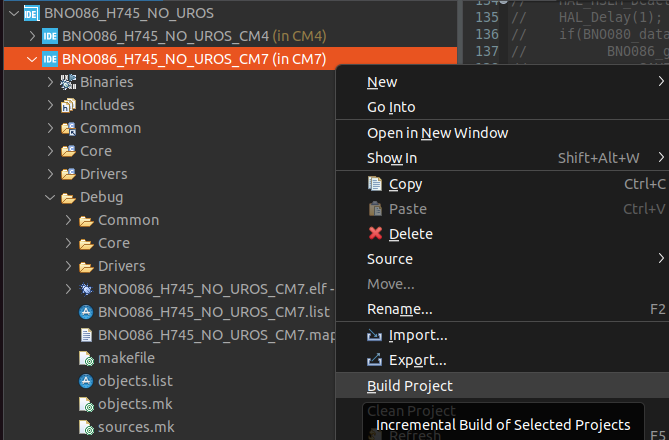 BNO086_H745_NO_UROS
BNO086_H745_NO_UROS_CM4 (in CM4)
BNO086_H745_NO_UROS_CM7 (in CM7)
Binaries
Includes
Common
Core
Drivers
Debug
Common
Core
Drivers
BNO086_H745_NO_UROS_CM7.elf -
BNO086_H745_NO_UROS_CM7.list
BNO086_H745_NO_UROS_CM7.map
makefile
objects.list
objects.mk
sources.mk
135 // HAL_Delay(1);
136 // if(BNO080_data
137 // BNO086_g
New
Go Into
Open in New Window
Show In Shift+Alt+W
Copy Ctrl+C
Paste Ctrl+V
Delete
Source
Move...
Rename... F2
Import...
Export...
Build Project
Clean Project
Incremental Build of Selected Projects
Refresh F5